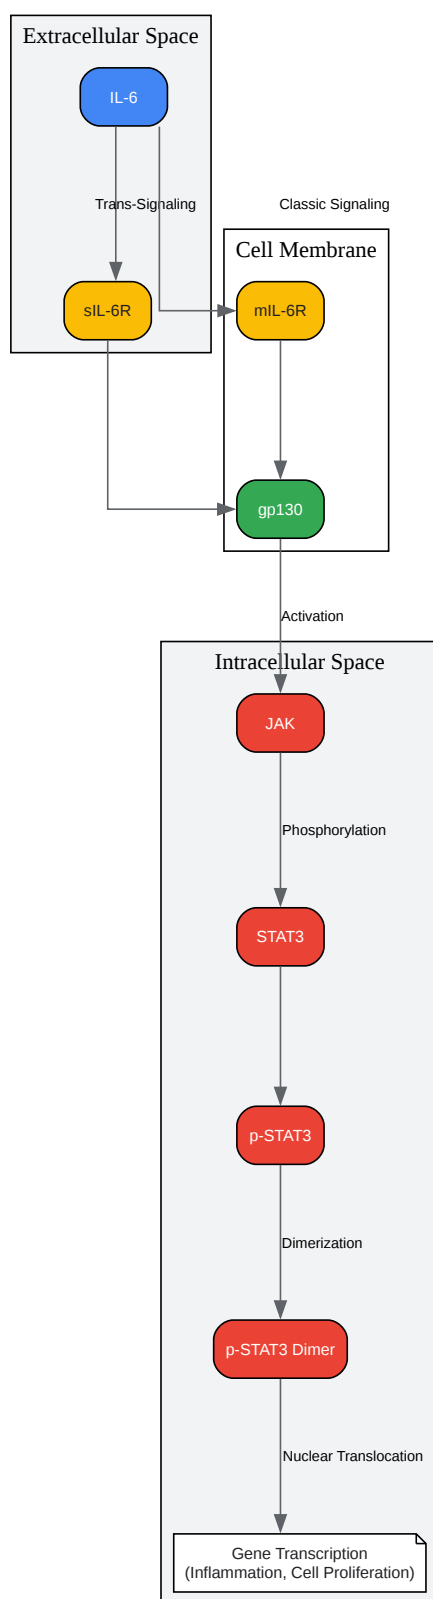 Extracellular Space
IL-6
Trans-Signaling
Classic Signaling
Cell Membrane
sIL-6R
mIL-6R
gp130
Activation
Intracellular Space
JAK
Phosphorylation
STAT3
p-STAT3
Dimerization
p-STAT3 Dimer
Nuclear Translocation
Gene Transcription
(Inflammation, Cell Proliferation)